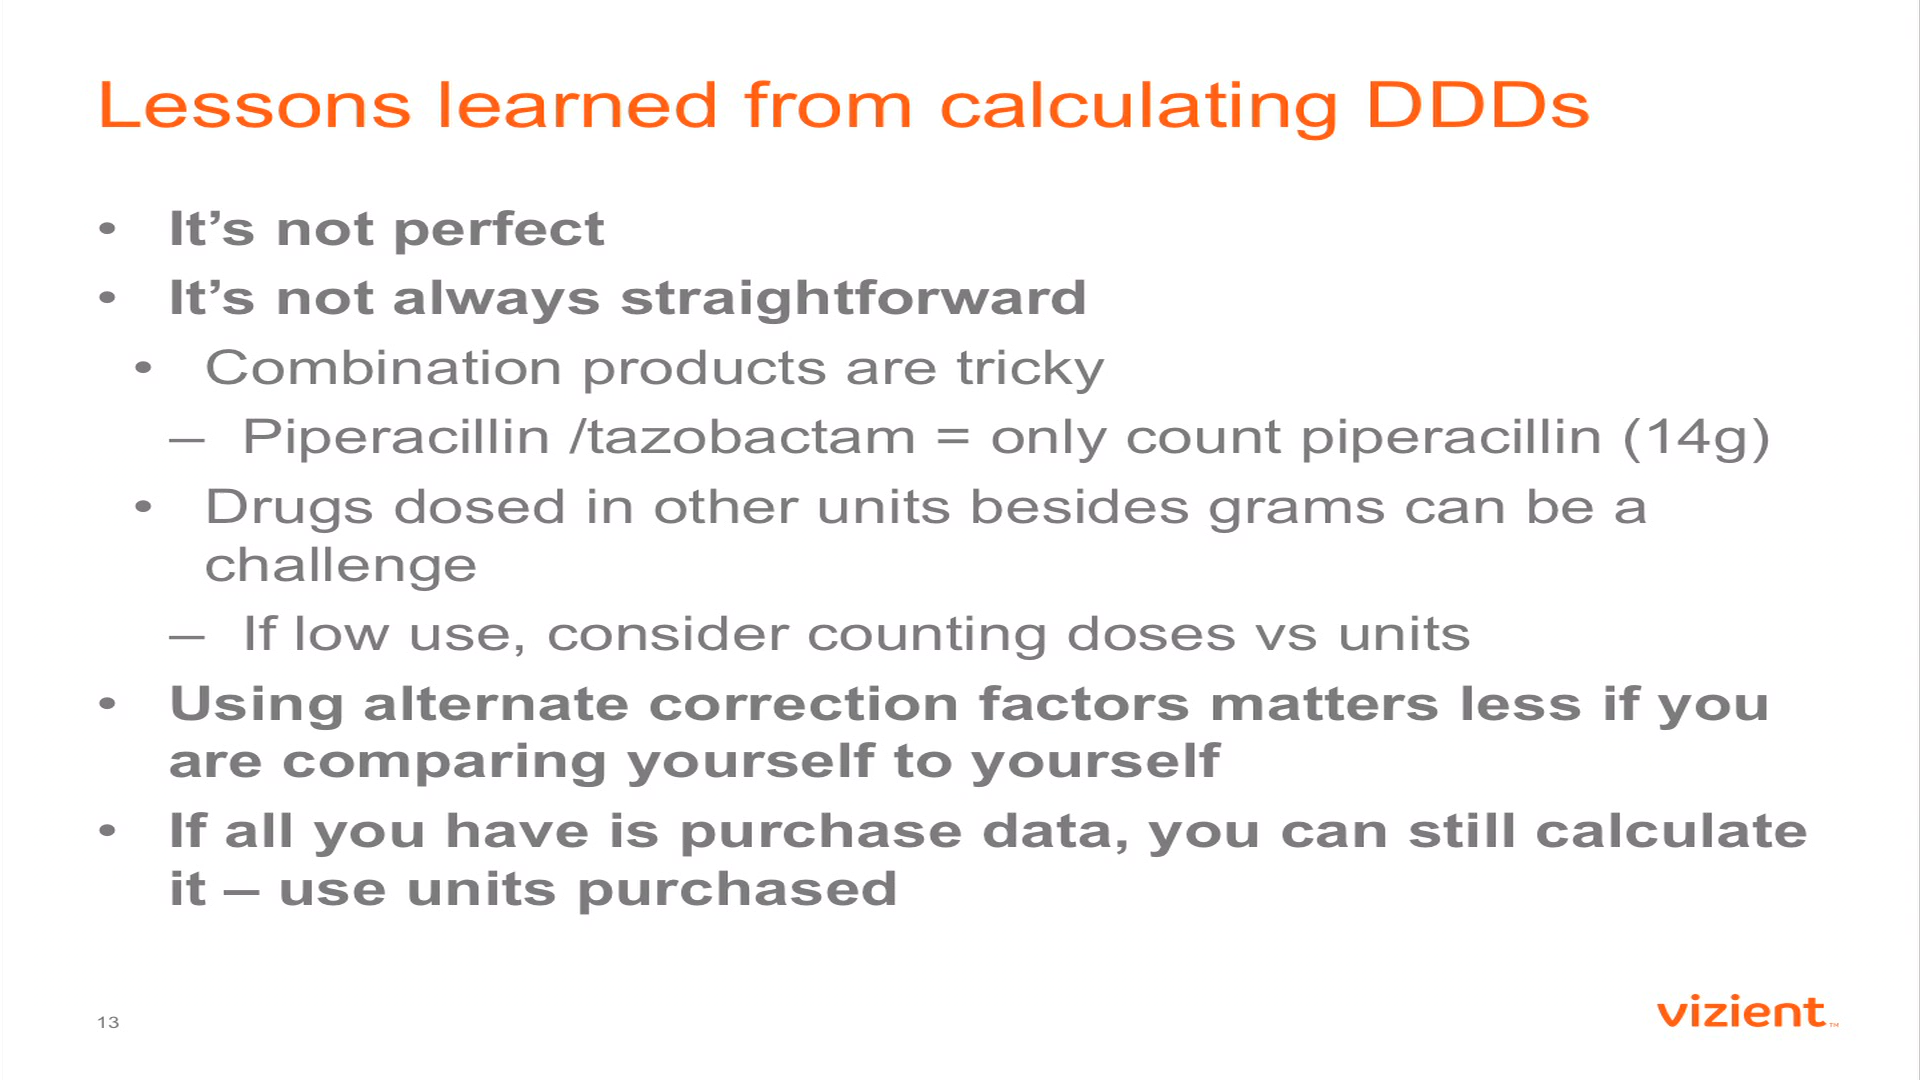 Lessons learned from calculating DDDs
• It’s not perfect
• It’s not always straightforward
• Combination products are tricky
– Piperacillin /tazobactam = only count piperacillin (14g)
• Drugs dosed in other units besides grams can be a
challenge
– If low use, consider counting doses vs units
• Using alternate correction factors matters less if you
are comparing yourself to yourself
• If all you have is purchase data, you can still calculate
it – use units purchased
13
vizient™